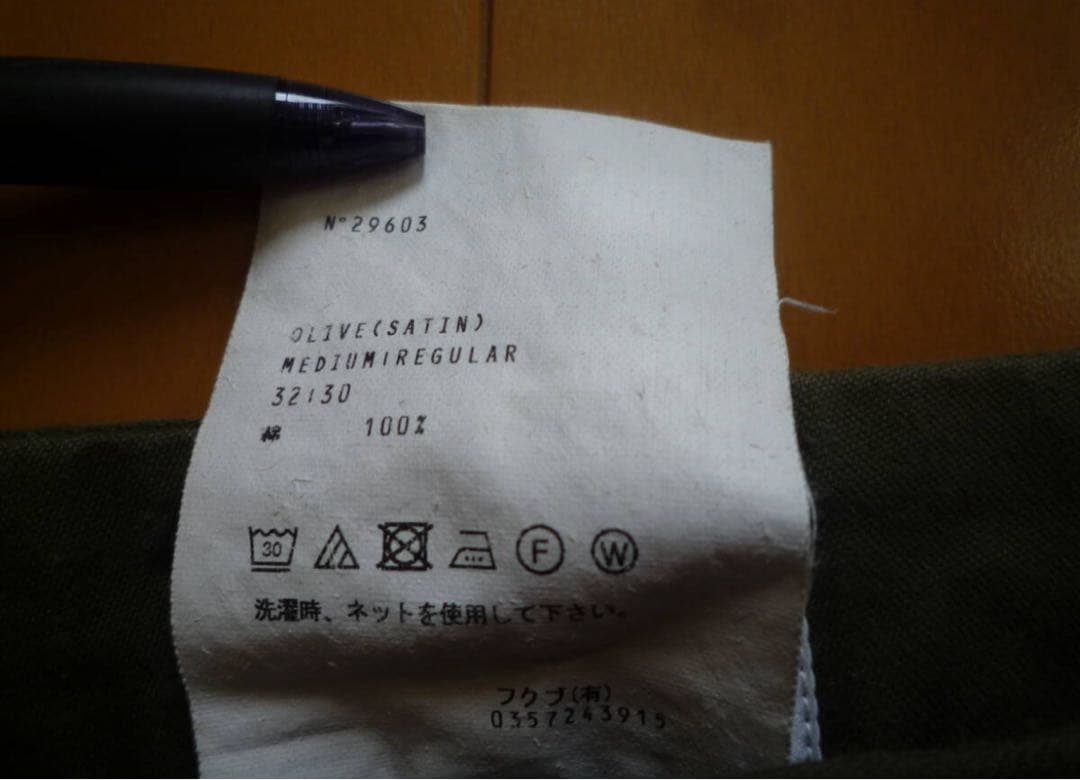 N°29603
OLIVE(SATIN)
MEDIUM:REGULAR
32:30
綿 100%
30 F W
洗濯時、ネットを使用して下さい。
フクブ(有)
0357243915